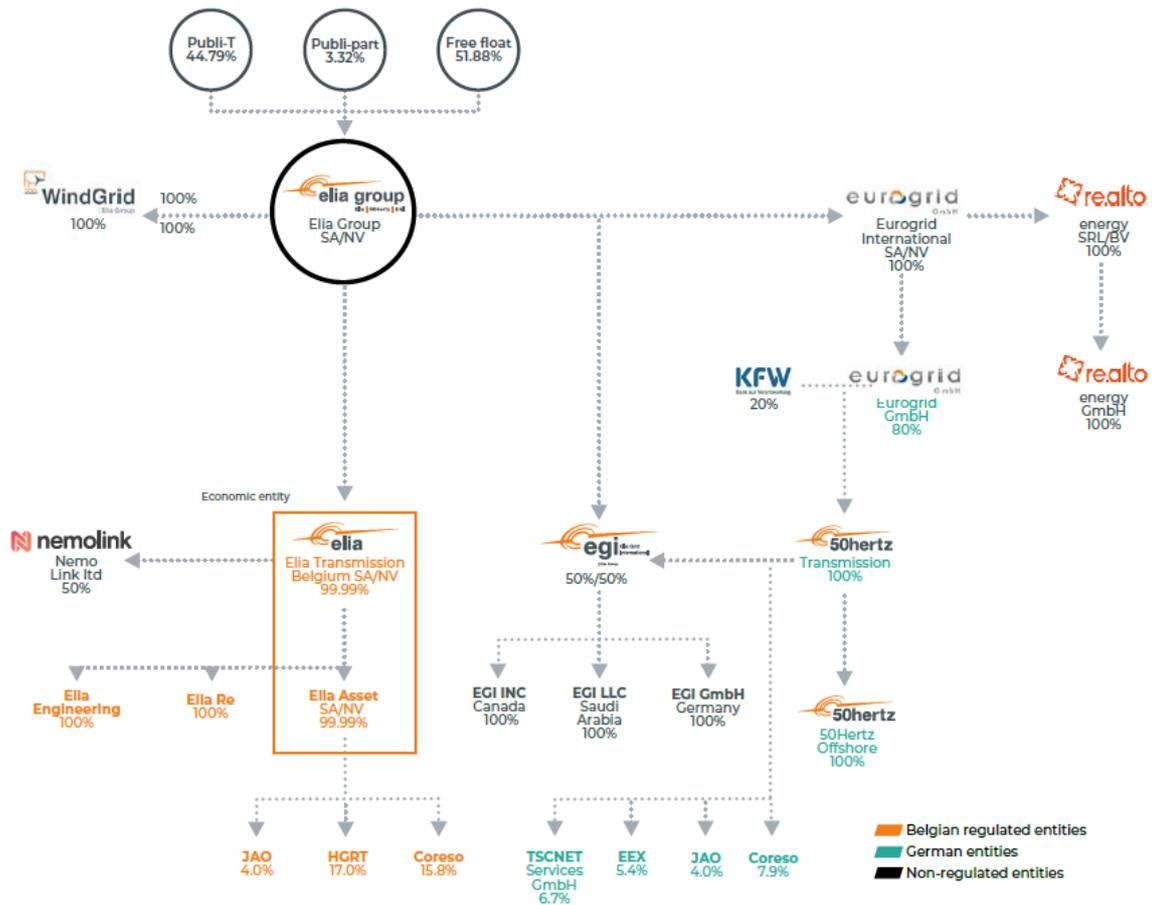 Publi-T
44.79%
Publi-part
3.32%
Free float
51.88%
WindGrid
Elia Group
100%
100%
100%
elia group
Elia Group
SA/NV
eurogrid
GmbH
Eurogrid
International
SA/NV
100%
re.alto
energy
SRL/BV
100%
KFW
20%
eurogrid
GmbH
Eurogrid
GmbH
80%
re.alto
energy
GmbH
100%
Economic entity
nemolink
Nemo
Link ltd
50%
elia
Elia Transmission
Belgium SA/NV
99.99%
egi
50%/50%
50hertz
Transmission
100%
Elia
Engineering
100%
Elia Re
100%
Elia Asset
SA/NV
99.99%
EGI INC
Canada
100%
EGI LLC
Saudi
Arabia
100%
EGI GmbH
Germany
100%
50hertz
50Hertz
Offshore
100%
JAO
4.0%
HGRT
17.0%
Coreso
15.8%
TSCNET
Services
GmbH
6.7%
EEX
5.4%
JAO
4.0%
Coreso
7.9%
Belgian regulated entities
German entities
Non-regulated entities